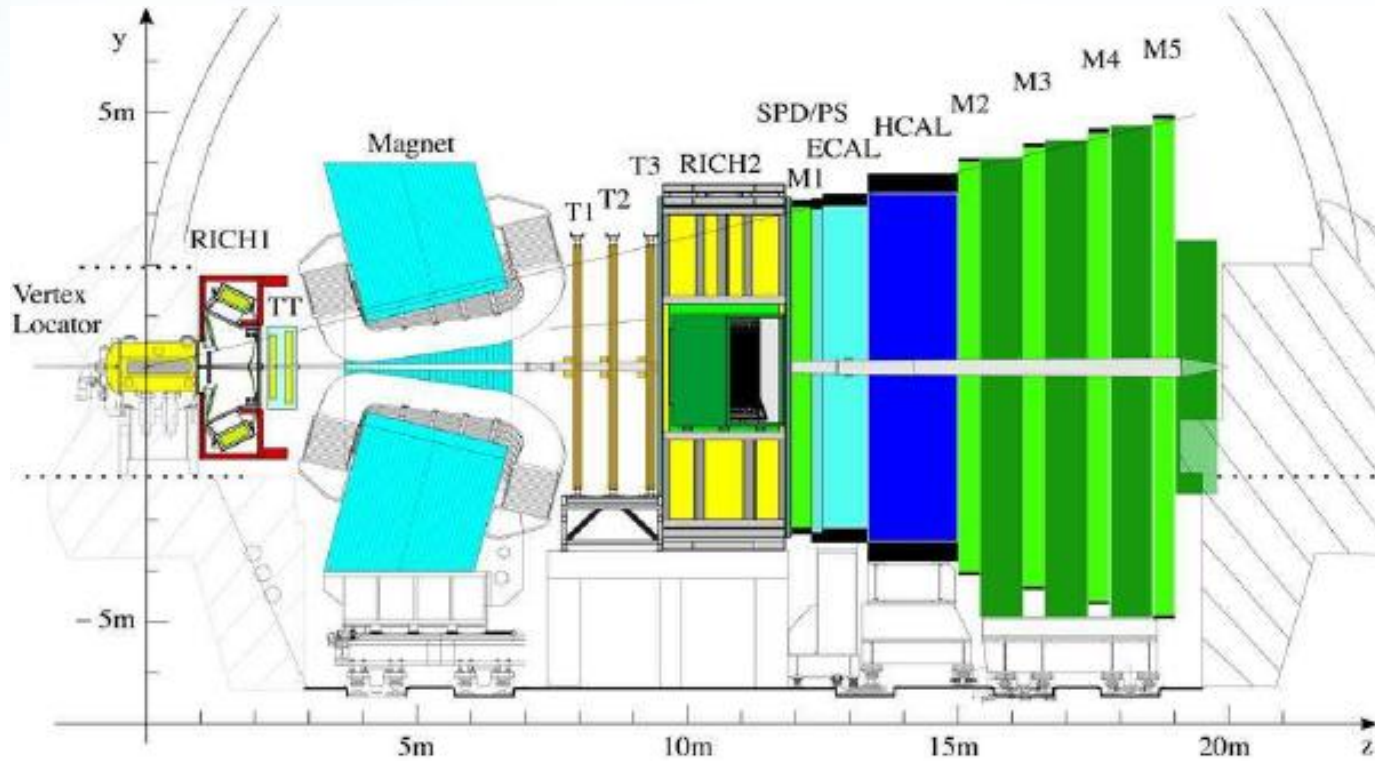 y
5m
Vertex
Locator
RICH1
TT
Magnet
T1
T2
T3
RICH2
M1
SPD/PS
ECAL
HCAL
M2
M3
M4
M5
−5m
5m
10m
15m
20m
z